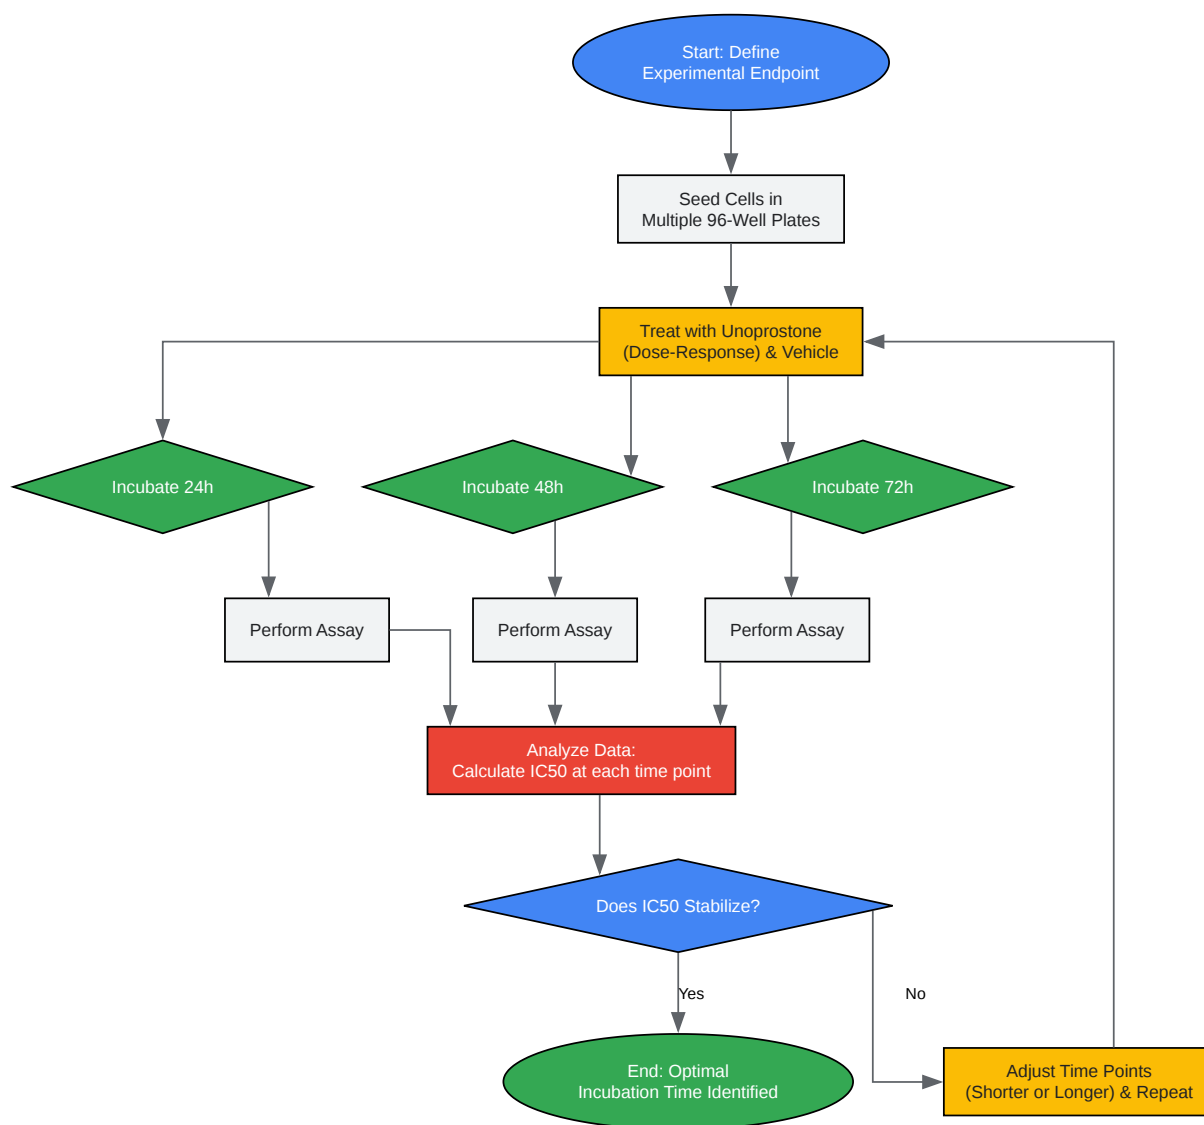 Start: Define
Experimental Endpoint
Seed Cells in
Multiple 96-Well Plates
Treat with Unoprostone
(Dose-Response) & Vehicle
Incubate 24h
Incubate 48h
Incubate 72h
Perform Assay
Perform Assay
Perform Assay
Analyze Data:
Calculate IC50 at each time point
Does IC50 Stabilize?
Yes
No
End: Optimal
Incubation Time Identified
Adjust Time Points
(Shorter or Longer) & Repeat